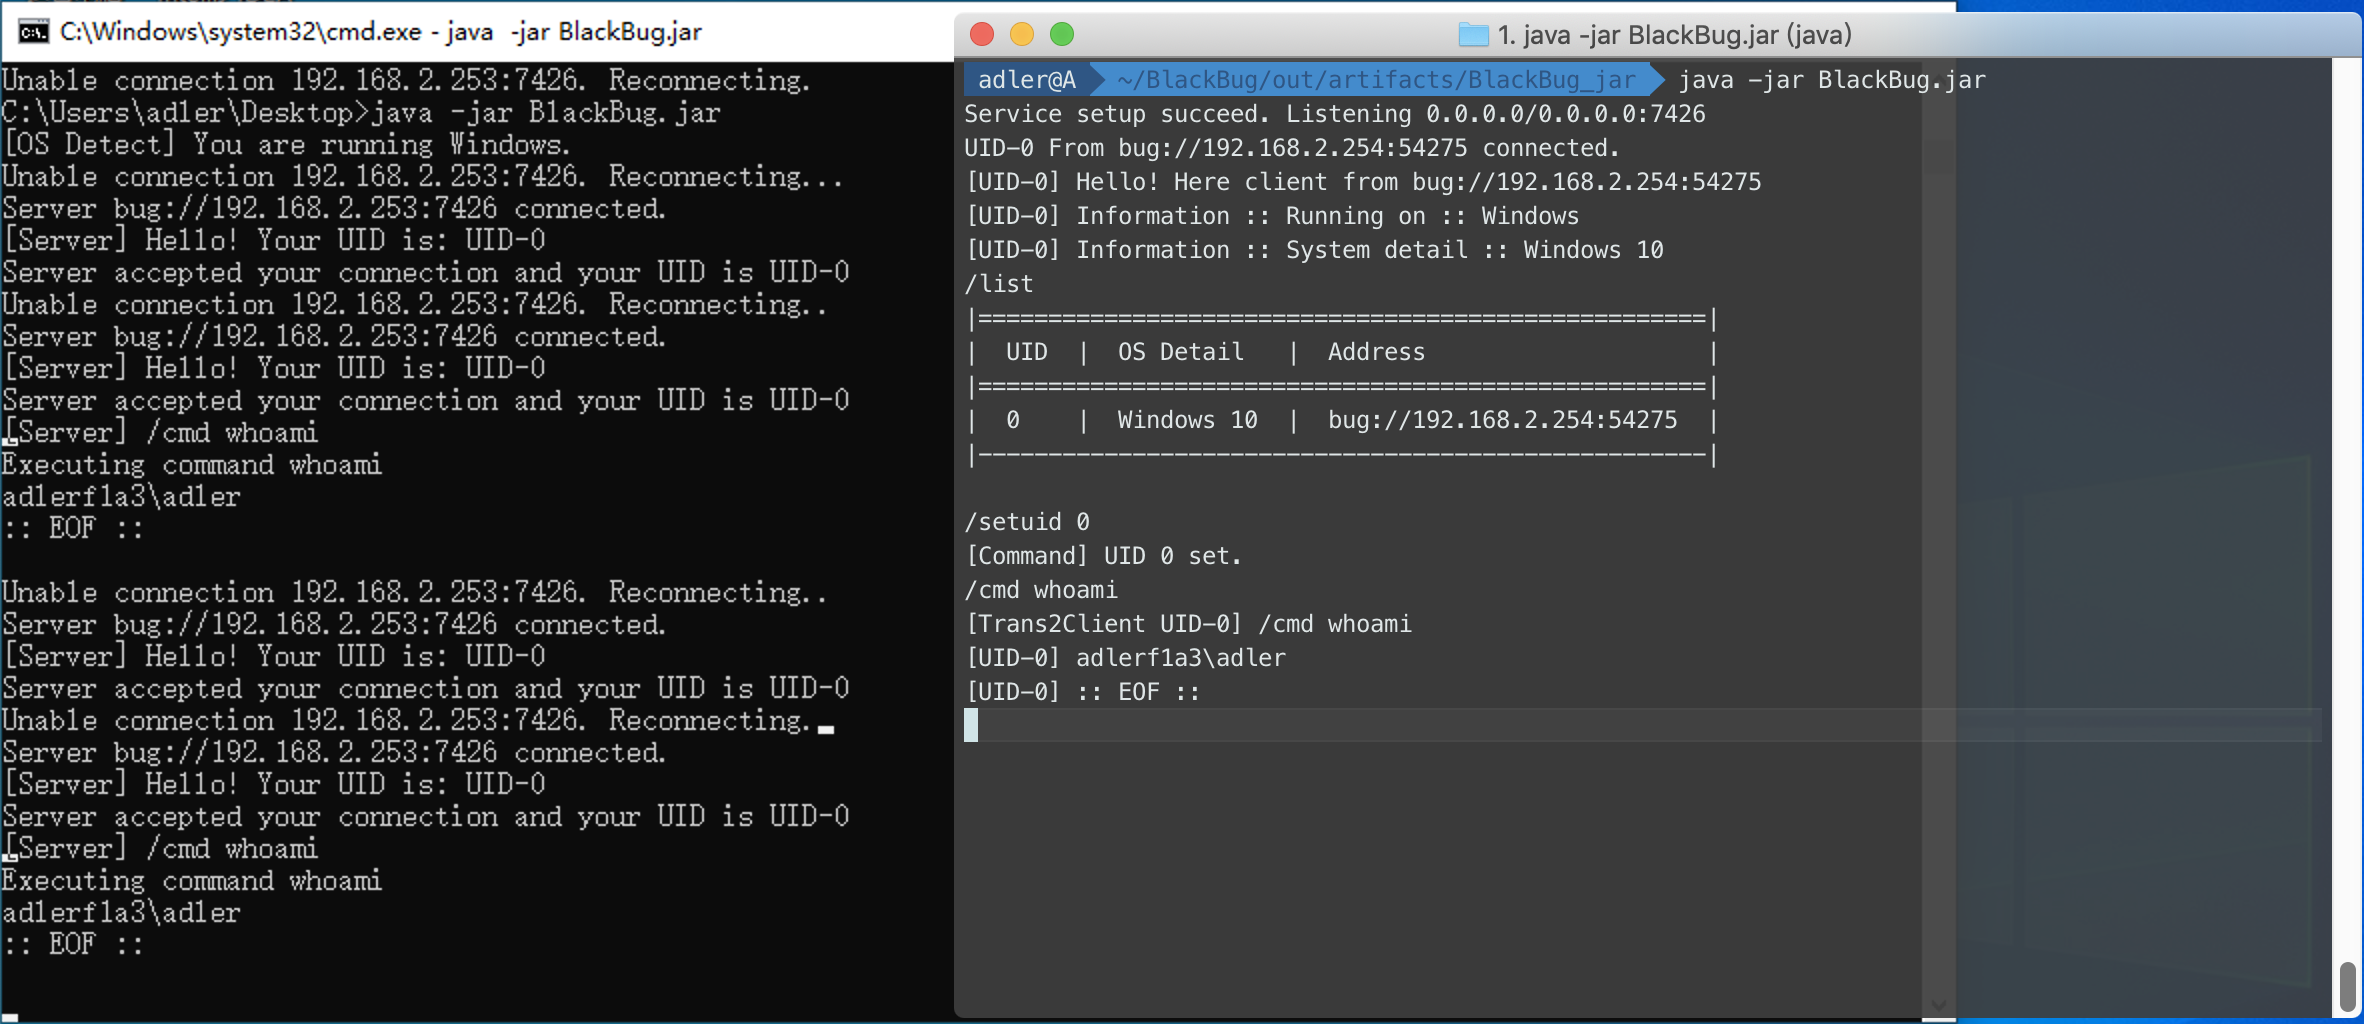 C:\Windows\system32\cmd.exe - java  -jar BlackBug.jar
Unable connection 192.168.2.253:7426. Reconnecting.
C:\Users\adler\Desktop>java -jar BlackBug.jar
[OS Detect] You are running Windows.
Unable connection 192.168.2.253:7426. Reconnecting...
Server bug://192.168.2.253:7426 connected.
[Server] Hello! Your UID is: UID-0
Server accepted your connection and your UID is UID-0
Unable connection 192.168.2.253:7426. Reconnecting..
Server bug://192.168.2.253:7426 connected.
[Server] Hello! Your UID is: UID-0
Server accepted your connection and your UID is UID-0
[Server] /cmd whoami
Executing command whoami
adlerf1a3\adler
:: EOF ::
Unable connection 192.168.2.253:7426. Reconnecting..
Server bug://192.168.2.253:7426 connected.
[Server] Hello! Your UID is: UID-0
Server accepted your connection and your UID is UID-0
Unable connection 192.168.2.253:7426. Reconnecting.
Server bug://192.168.2.253:7426 connected.
[Server] Hello! Your UID is: UID-0
Server accepted your connection and your UID is UID-0
[Server] /cmd whoami
Executing command whoami
adlerf1a3\adler
:: EOF ::
1. java -jar BlackBug.jar (java)
adler@A ~/BlackBug/out/artifacts/BlackBug_jar java -jar BlackBug.jar
Service setup succeed. Listening 0.0.0.0/0.0.0.0:7426
UID-0 From bug://192.168.2.254:54275 connected.
[UID-0] Hello! Here client from bug://192.168.2.254:54275
[UID-0] Information :: Running on :: Windows
[UID-0] Information :: System detail :: Windows 10
/list
|====================================================|
|  UID  |  OS Detail   |  Address                    |
|====================================================|
|  0    |  Windows 10  |  bug://192.168.2.254:54275  |
|----------------------------------------------------|
/setuid 0
[Command] UID 0 set.
/cmd whoami
[Trans2Client UID-0] /cmd whoami
[UID-0] adlerf1a3\adler
[UID-0] :: EOF ::